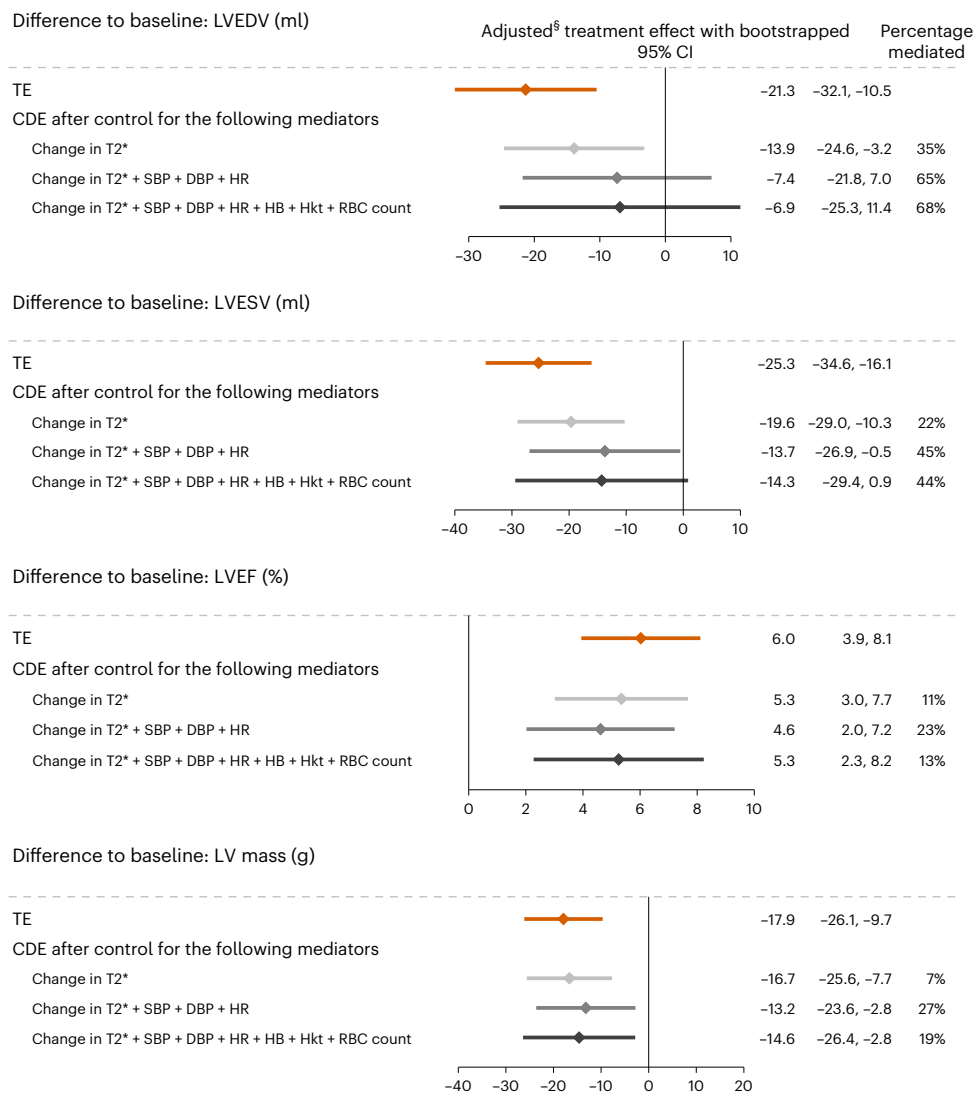 Difference to baseline: LVEDV (ml)
Adjusted§ treatment effect with bootstrapped
95% CI
Percentage
mediated
TE −21.3 −32.1, −10.5
CDE after control for the following mediators
Change in T2* −13.9 −24.6, −3.2 35%
Change in T2* + SBP + DBP + HR −7.4 −21.8, 7.0 65%
Change in T2* + SBP + DBP + HR + HB + Hkt + RBC count −6.9 −25.3, 11.4 68%
−30 −20 −10 0 10
Difference to baseline: LVESV (ml)
TE −25.3 −34.6, −16.1
CDE after control for the following mediators
Change in T2* −19.6 −29.0, −10.3 22%
Change in T2* + SBP + DBP + HR −13.7 −26.9, −0.5 45%
Change in T2* + SBP + DBP + HR + HB + Hkt + RBC count −14.3 −29.4, 0.9 44%
−40 −30 −20 −10 0 10
Difference to baseline: LVEF (%)
TE 6.0 3.9, 8.1
CDE after control for the following mediators
Change in T2* 5.3 3.0, 7.7 11%
Change in T2* + SBP + DBP + HR 4.6 2.0, 7.2 23%
Change in T2* + SBP + DBP + HR + HB + Hkt + RBC count 5.3 2.3, 8.2 13%
0 2 4 6 8 10
Difference to baseline: LV mass (g)
TE −17.9 −26.1, −9.7
CDE after control for the following mediators
Change in T2* −16.7 −25.6, −7.7 7%
Change in T2* + SBP + DBP + HR −13.2 −23.6, −2.8 27%
Change in T2* + SBP + DBP + HR + HB + Hkt + RBC count −14.6 −26.4, −2.8 19%
−40 −30 −20 −10 0 10 20